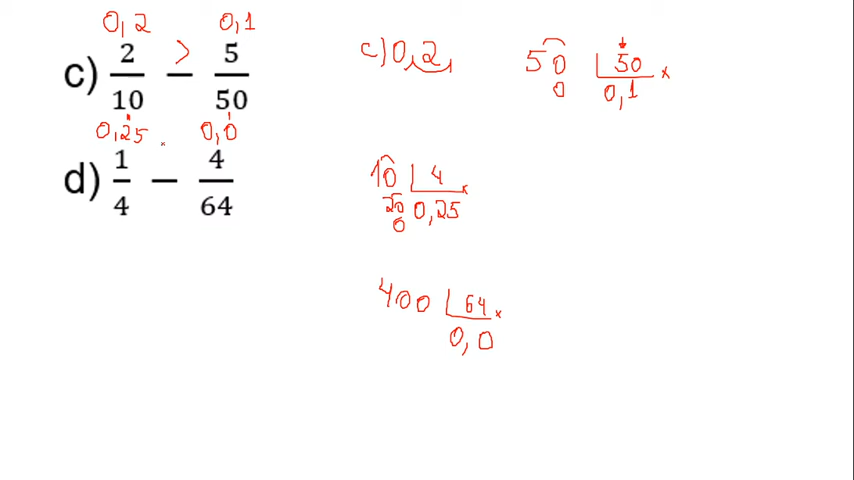 0,2 0,1
c) 2/10 > – 5/50
0,25 0,0
d) 1/4 – 4/64
c) 0,2
50 50 x
0 0,1
10 4 x
20 0,25
0
400 64 x
0,0